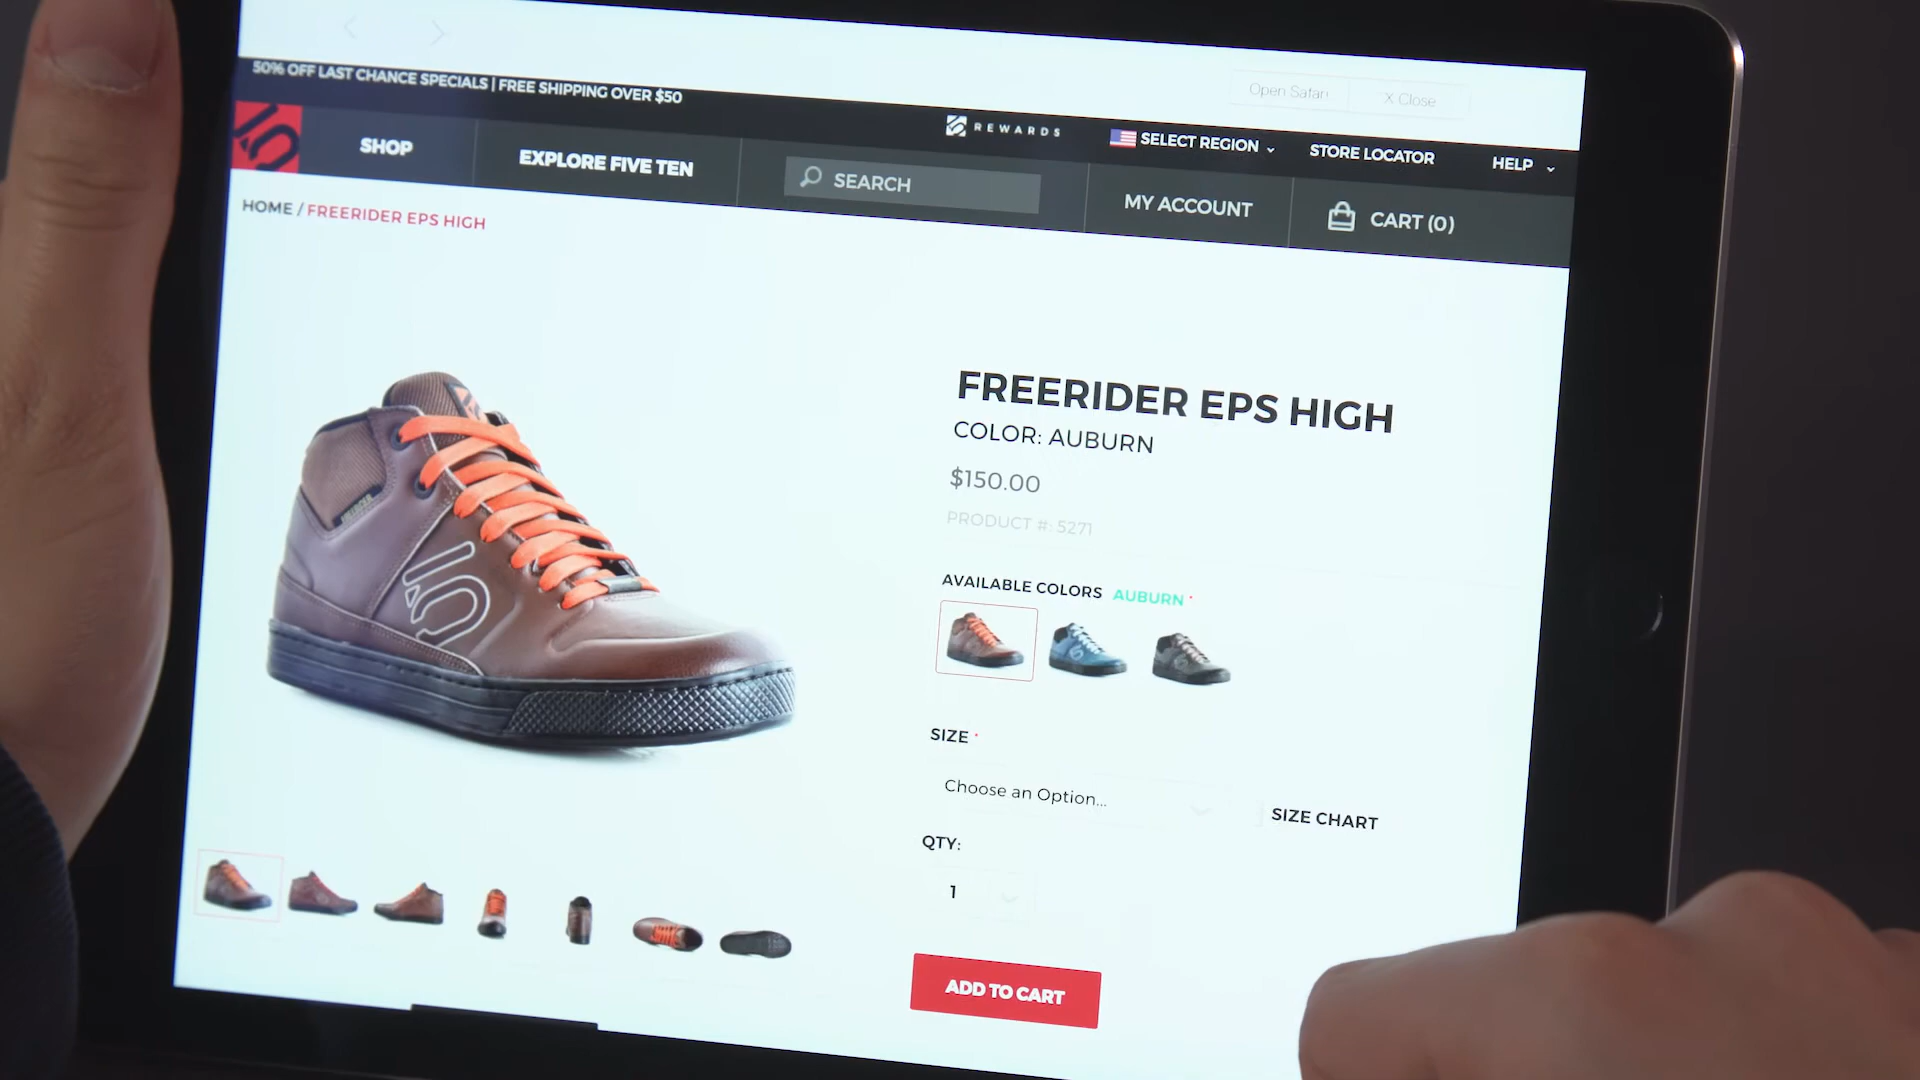 Open Safari
X Close
50% OFF LAST CHANCE SPECIALS | FREE SHIPPING OVER $50
REWARDS
SELECT REGION
STORE LOCATOR
HELP
SHOP
EXPLORE FIVE TEN
SEARCH
MY ACCOUNT
CART (0)
HOME / FREERIDER EPS HIGH
FREERIDER EPS HIGH
COLOR: AUBURN
$150.00
PRODUCT #: 5271
AVAILABLE COLORS AUBURN *
SIZE *
Choose an Option...
SIZE CHART
QTY:
1
ADD TO CART